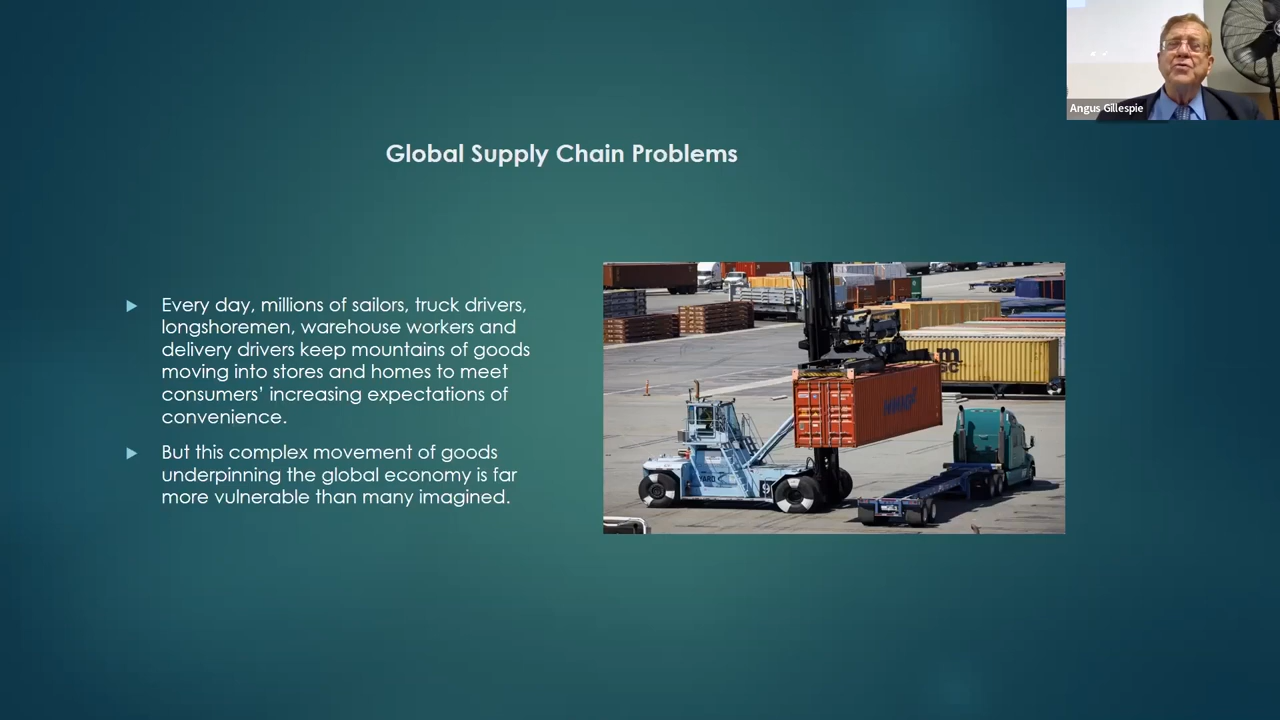 Angus Gillespie
Global Supply Chain Problems
Every day, millions of sailors, truck drivers,
longshoremen, warehouse workers and
delivery drivers keep mountains of goods
moving into stores and homes to meet
consumers' increasing expectations of
convenience.
But this complex movement of goods
underpinning the global economy is far
more vulnerable than many imagined.